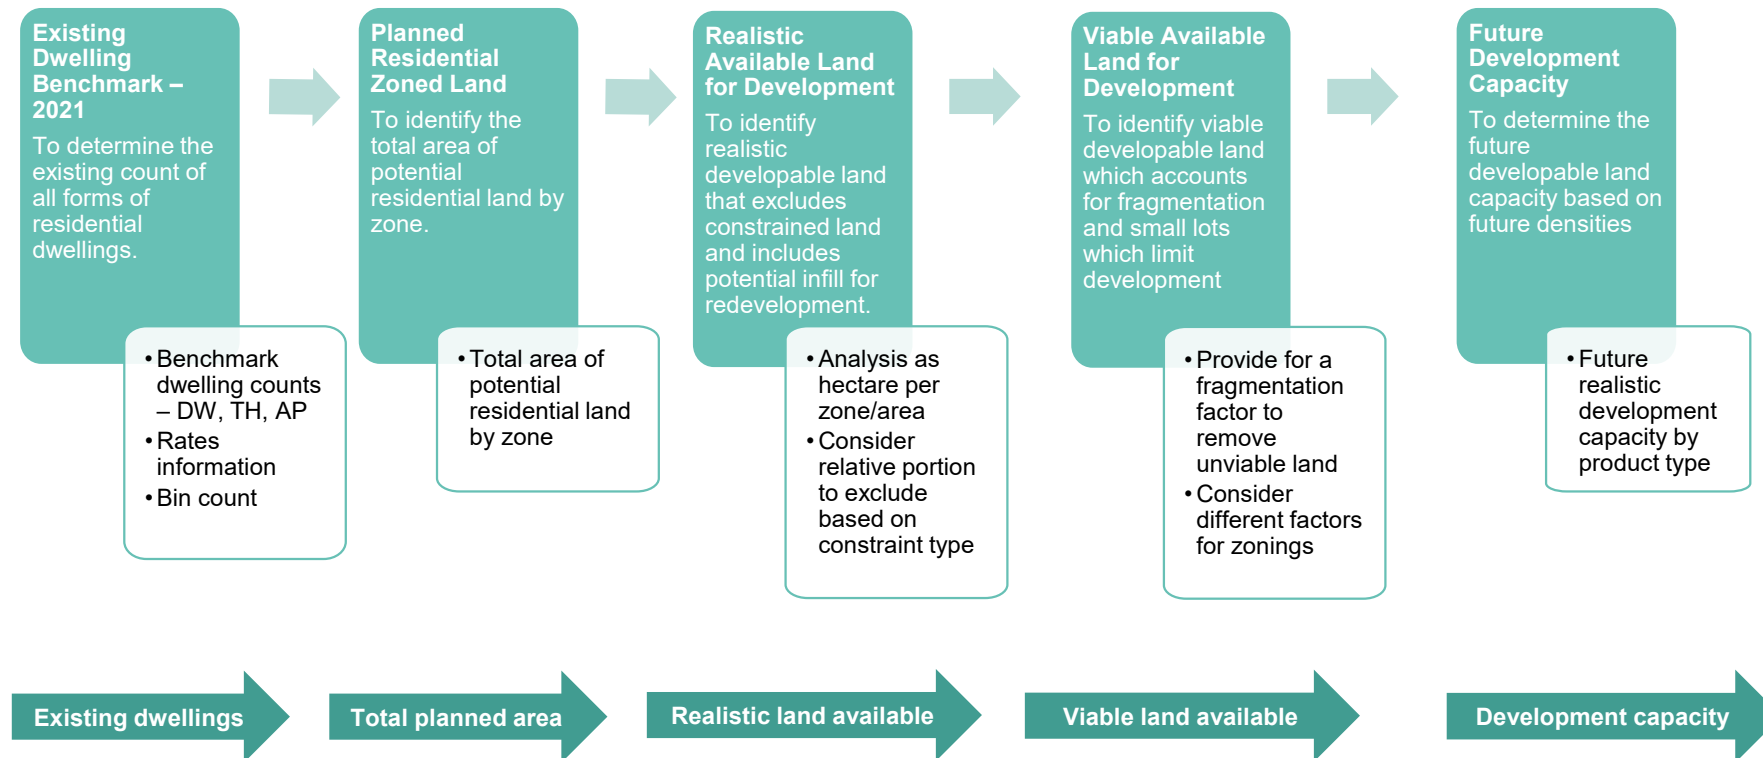 Existing
Dwelling
Benchmark –
2021
To determine the
existing count of
all forms of
residential
dwellings.
• Benchmark
dwelling counts
– DW, TH, AP
• Rates
information
• Bin count
Planned
Residential
Zoned Land
To identify the
total area of
potential
residential land by
zone.
• Total area of
potential
residential land
by zone
Realistic
Available Land
for Development
To identify
realistic
developable land
that excludes
constrained land
and includes
potential infill for
redevelopment.
• Analysis as
hectare per
zone/area
• Consider
relative portion
to exclude
based on
constraint type
Viable Available
Land for
Development
To identify viable
developable land
which accounts
for fragmentation
and small lots
which limit
development
• Provide for a
fragmentation
factor to
remove
unviable land
• Consider
different factors
for zonings
Future
Development
Capacity
To determine the
future
developable land
capacity based on
future densities
• Future
realistic
development
capacity by
product type
Existing dwellings
Total planned area
Realistic land available
Viable land available
Development capacity